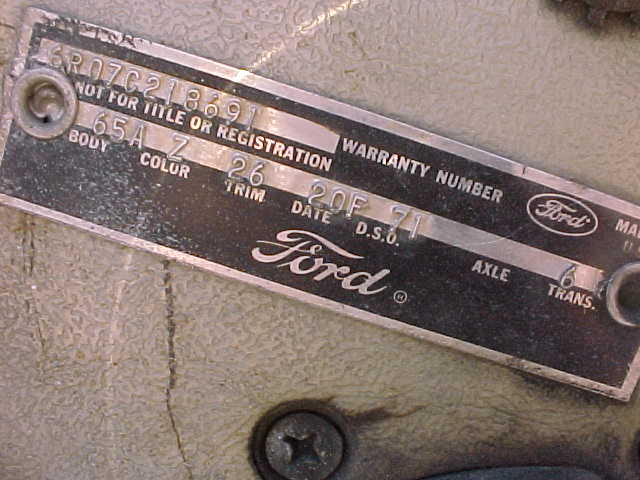 6R07C218691
NOT FOR TITLE OR REGISTRATION
WARRANTY NUMBER
Ford
65A Z 26 20F 71 6
BODY COLOR TRIM DATE D.S.O. AXLE TRANS.
Ford